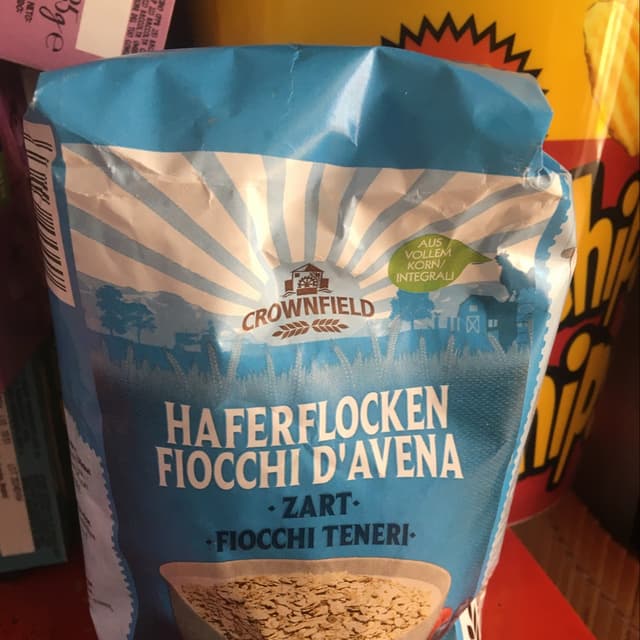 CROWNFIELD
AUS
VOLLEM
KORN/
INTEGRALI
HAFERFLOCKEN
FIOCCHI D'AVENA
· ZART ·
· FIOCCHI TENERI ·